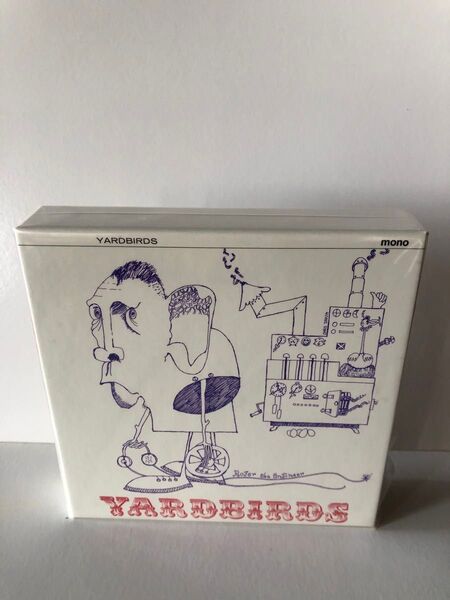 YARDBIRDS
mono
Roger the Engineer
YARDBIRDS